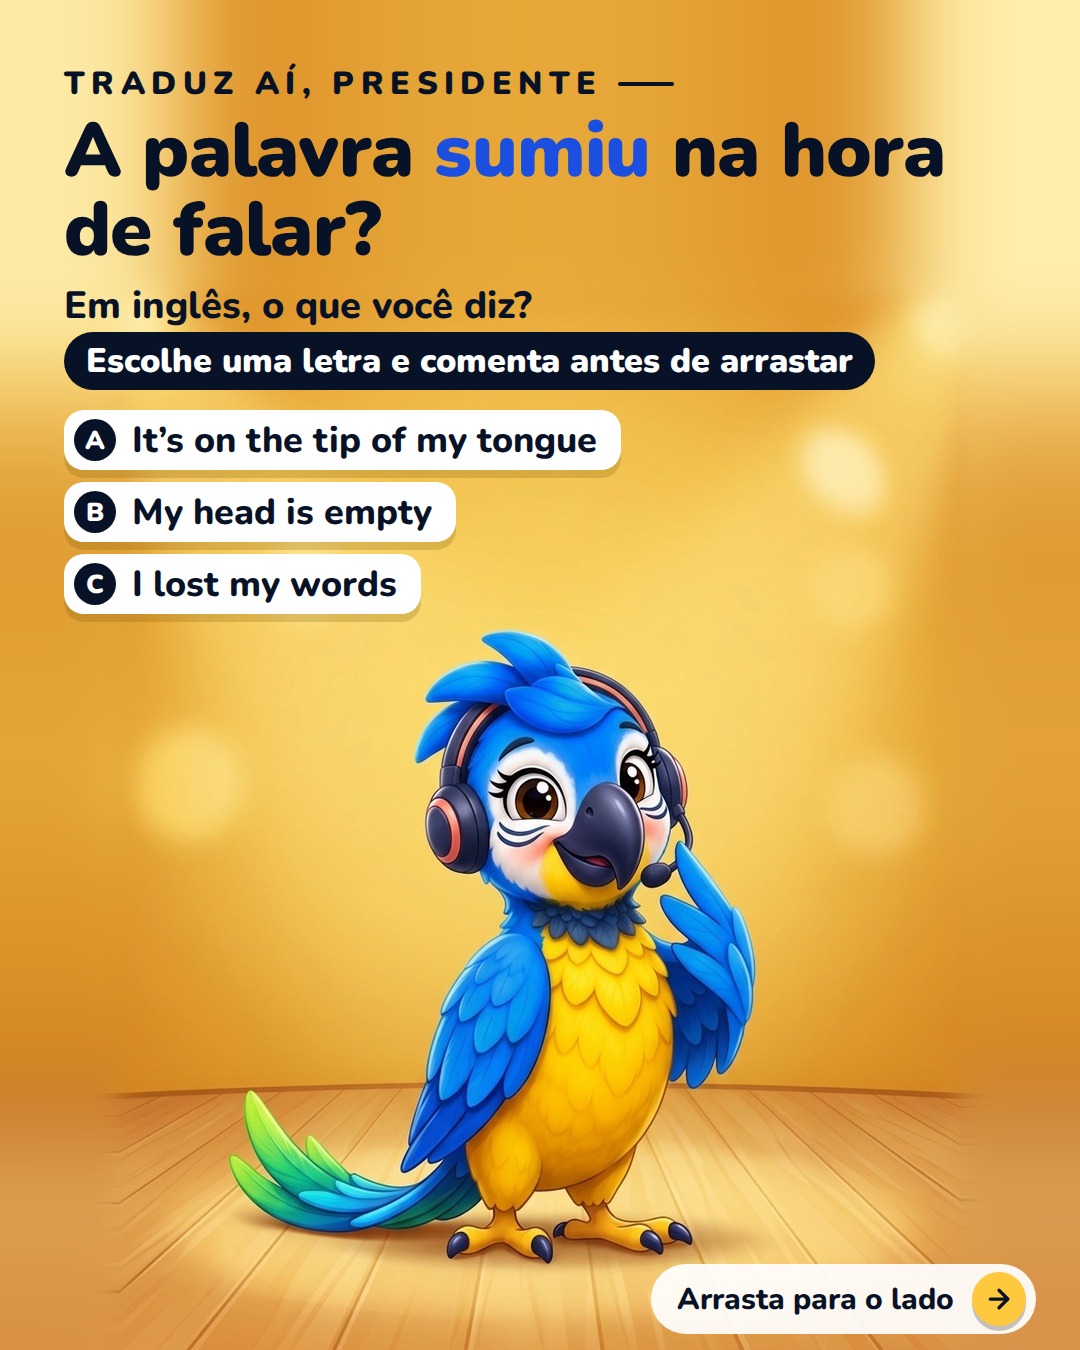 TRADUZ AÍ, PRESIDENTE
A palavra sumiu na hora
de falar?
Em inglês, o que você diz?
Escolhe uma letra e comenta antes de arrastar
A It’s on the tip of my tongue
B My head is empty
C I lost my words
Arrasta para o lado